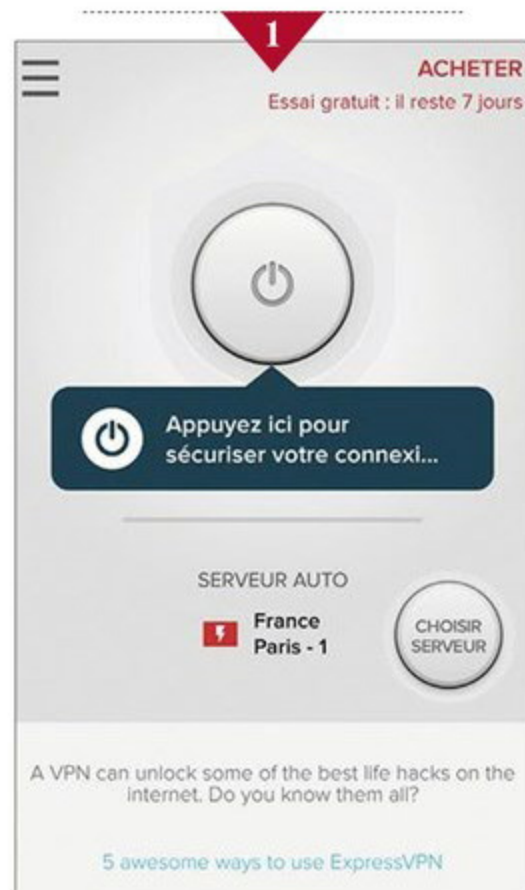 1
ACHETER
Essai gratuit : il reste 7 jours
Appuyez ici pour
sécuriser votre connexi...
SERVEUR AUTO
France
Paris - 1
CHOISIR
SERVEUR
A VPN can unlock some of the best life hacks on the
internet. Do you know them all?
5 awesome ways to use ExpressVPN